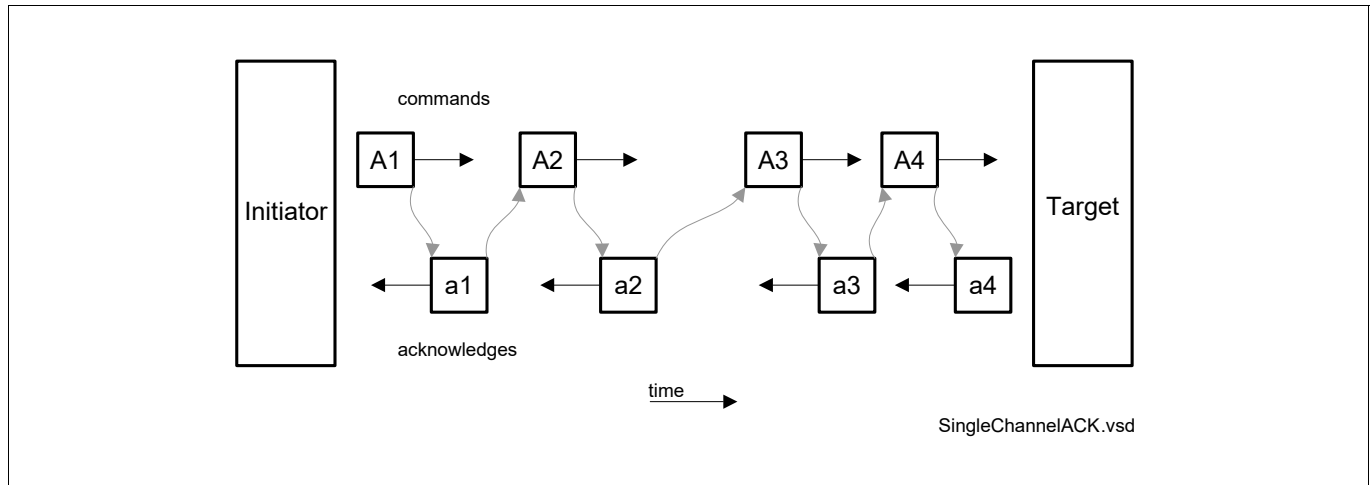 commands
A1 A2 A3 A4
Initiator
Target
a1 a2 a3 a4
acknowledges
time
SingleChannelACK.vsd